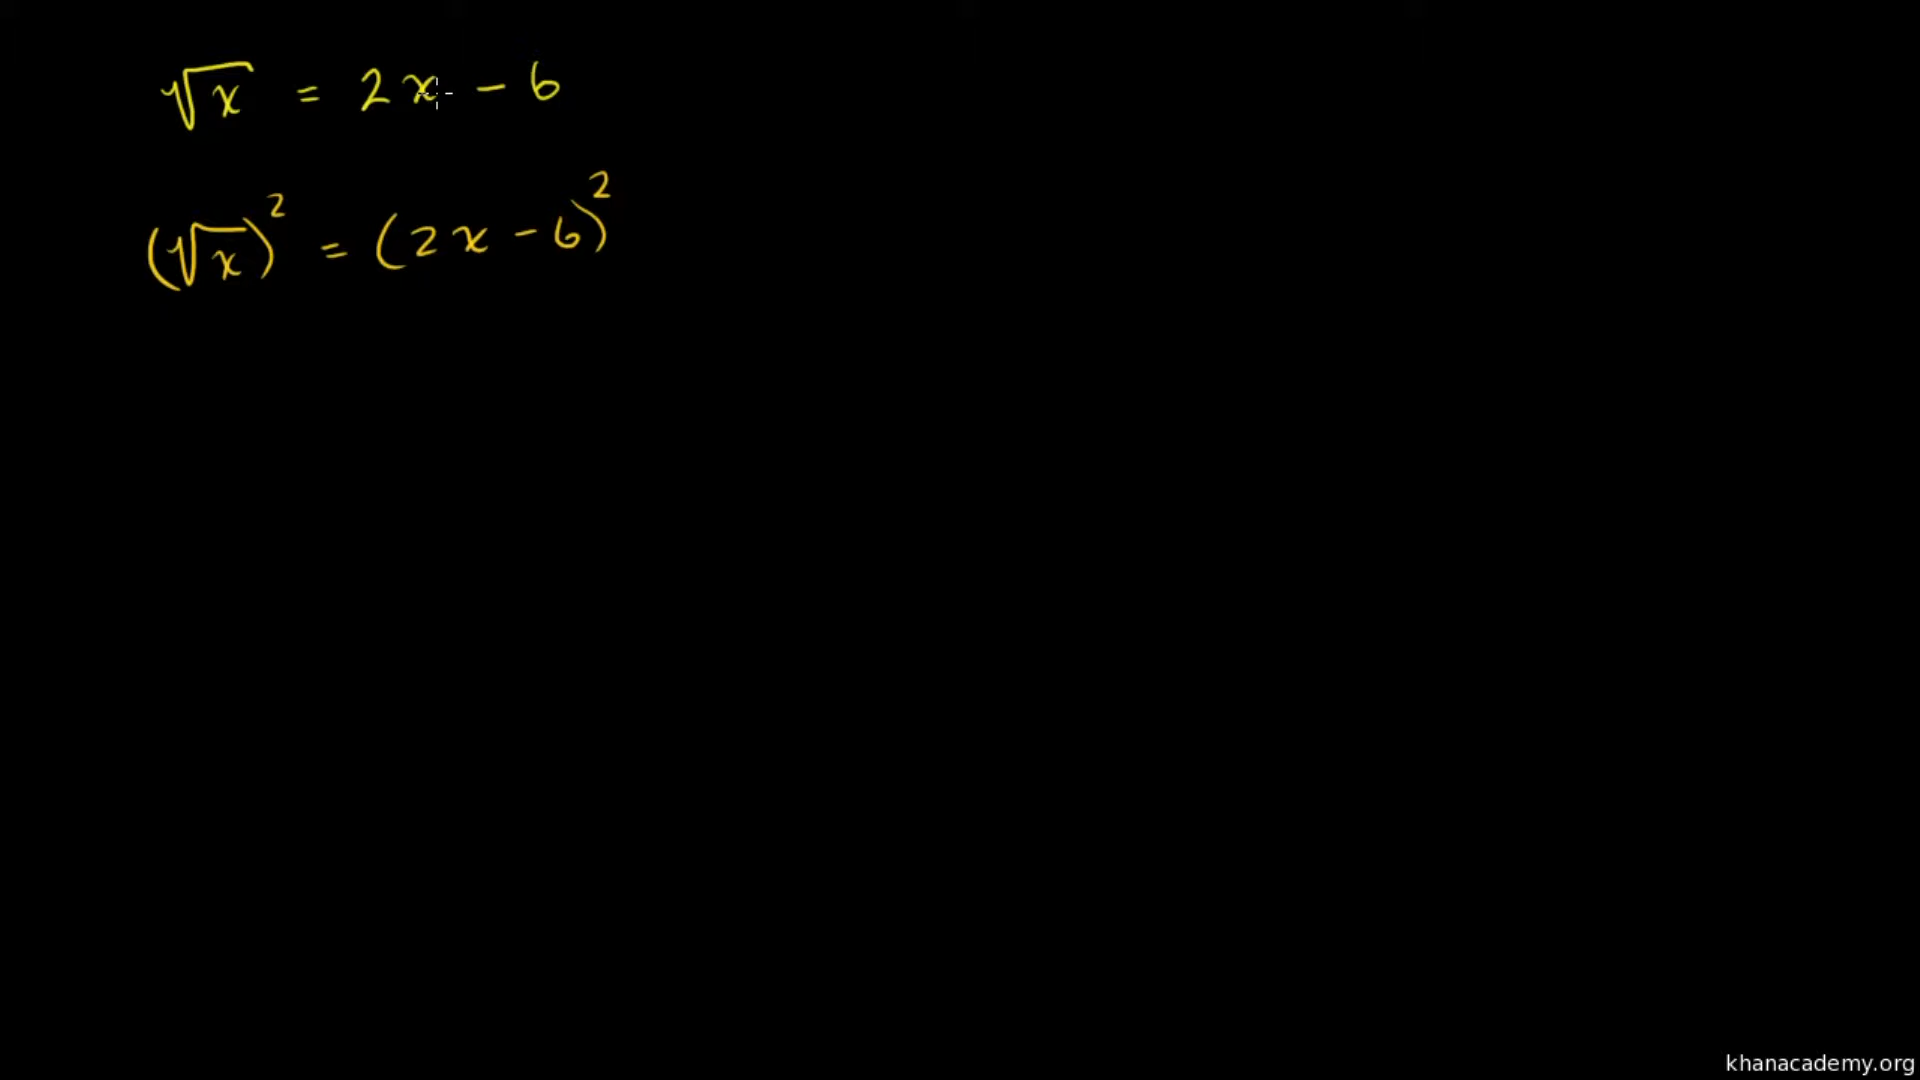 √x = 2x - 6
(√x)² = (2x - 6)²
khanacademy.org